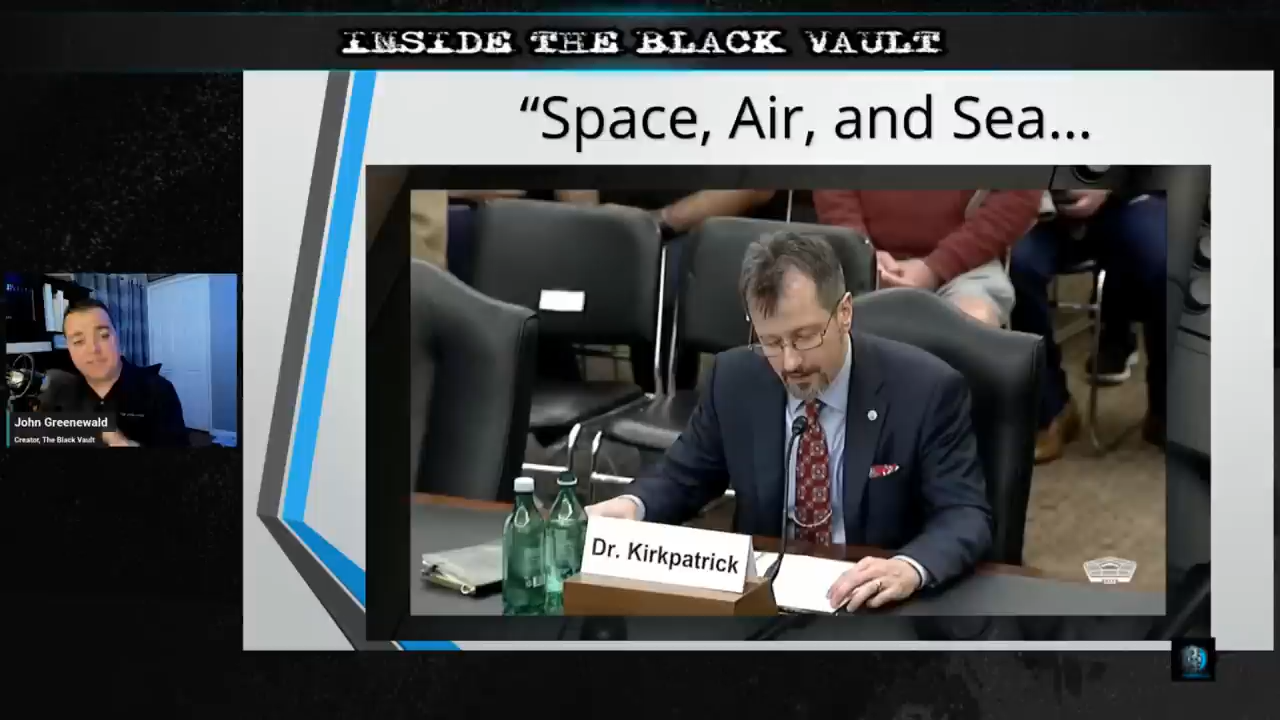 INSIDE THE BLACK VAULT
“Space, Air, and Sea...
Dr. Kirkpatrick
John Greenewald
Creator, The Black Vault